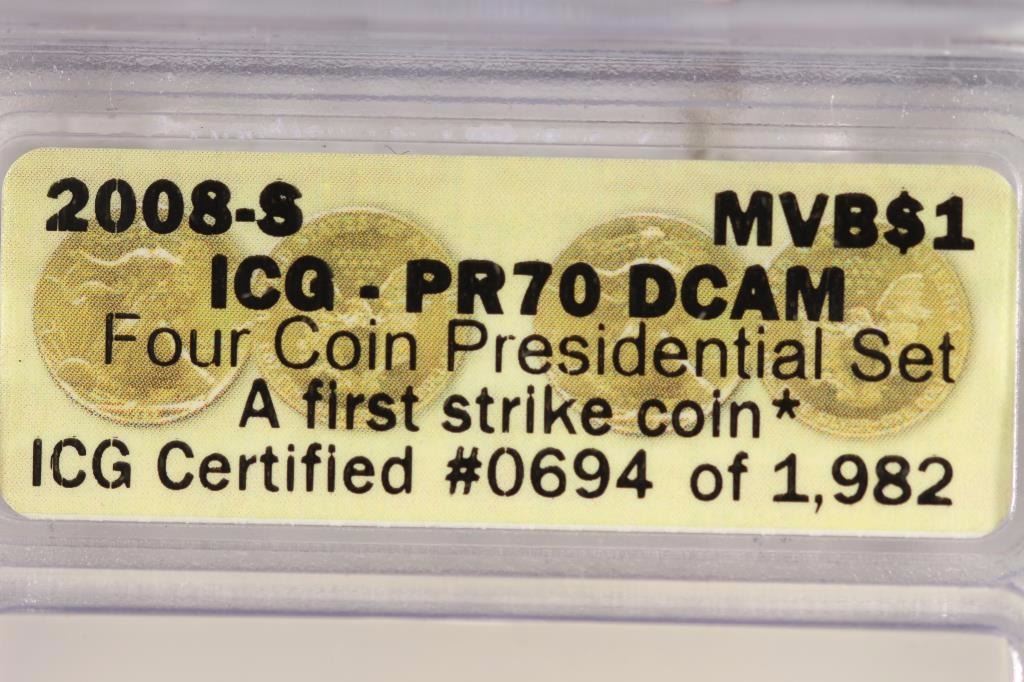 2008-S MVB$1
ICG - PR70 DCAM
Four Coin Presidential Set
A first strike coin*
ICG Certified #0694 of 1,982